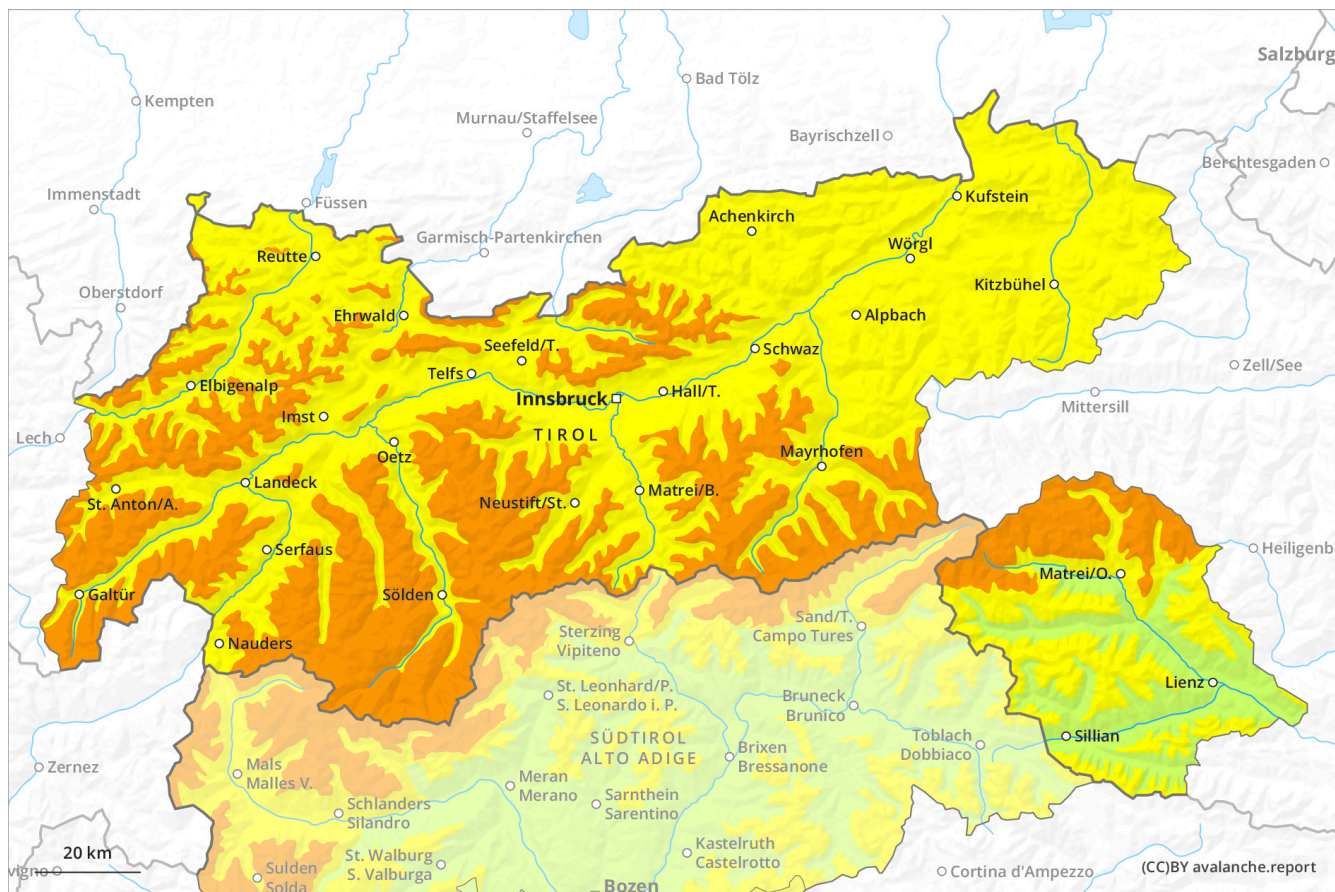 Salzburg
Bad Tölz
Kempten
Murnau/Staffelsee
Bayrischzell
Berchtesgaden
Immenstadt
Füssen
Kufstein
Achenkirch
Garmisch-Partenkirchen
Wörgl
Reutte
Kitzbühel
Oberstdorf
Ehrwald
Alpbach
Seefeld/T.
Schwaz
Zell/See
Telfs
Elbigenalp
Hall/T.
Innsbruck
Mittersill
Imst
Lech
TIROL
Oetz
Mayrhofen
Landeck
Matrei/B.
St. Anton/A.
Neustift/St.
Serfaus
Heiligenb
Matrei/O.
Galtür
Sölden
Sand/T.
Campo Tures
Sterzing
Vipiteno
Nauders
Lienz
St. Leonhard/P.
S. Leonardo i. P.
Bruneck
Brunico
Sillian
SÜDTIROL
ALTO ADIGE
Toblach
Dobbiaco
Brixen
Bressanone
Zernez
Mals
Malles V.
Meran
Merano
Sarnthein
Sarentino
Schlanders
Silandro
20 km
Kastelruth
Castelrotto
St. Walburg
S. Valburga
vigno
Sulden
Solda
Cortina d'Ampezzo
(CC)BY avalanche.report
Bozen